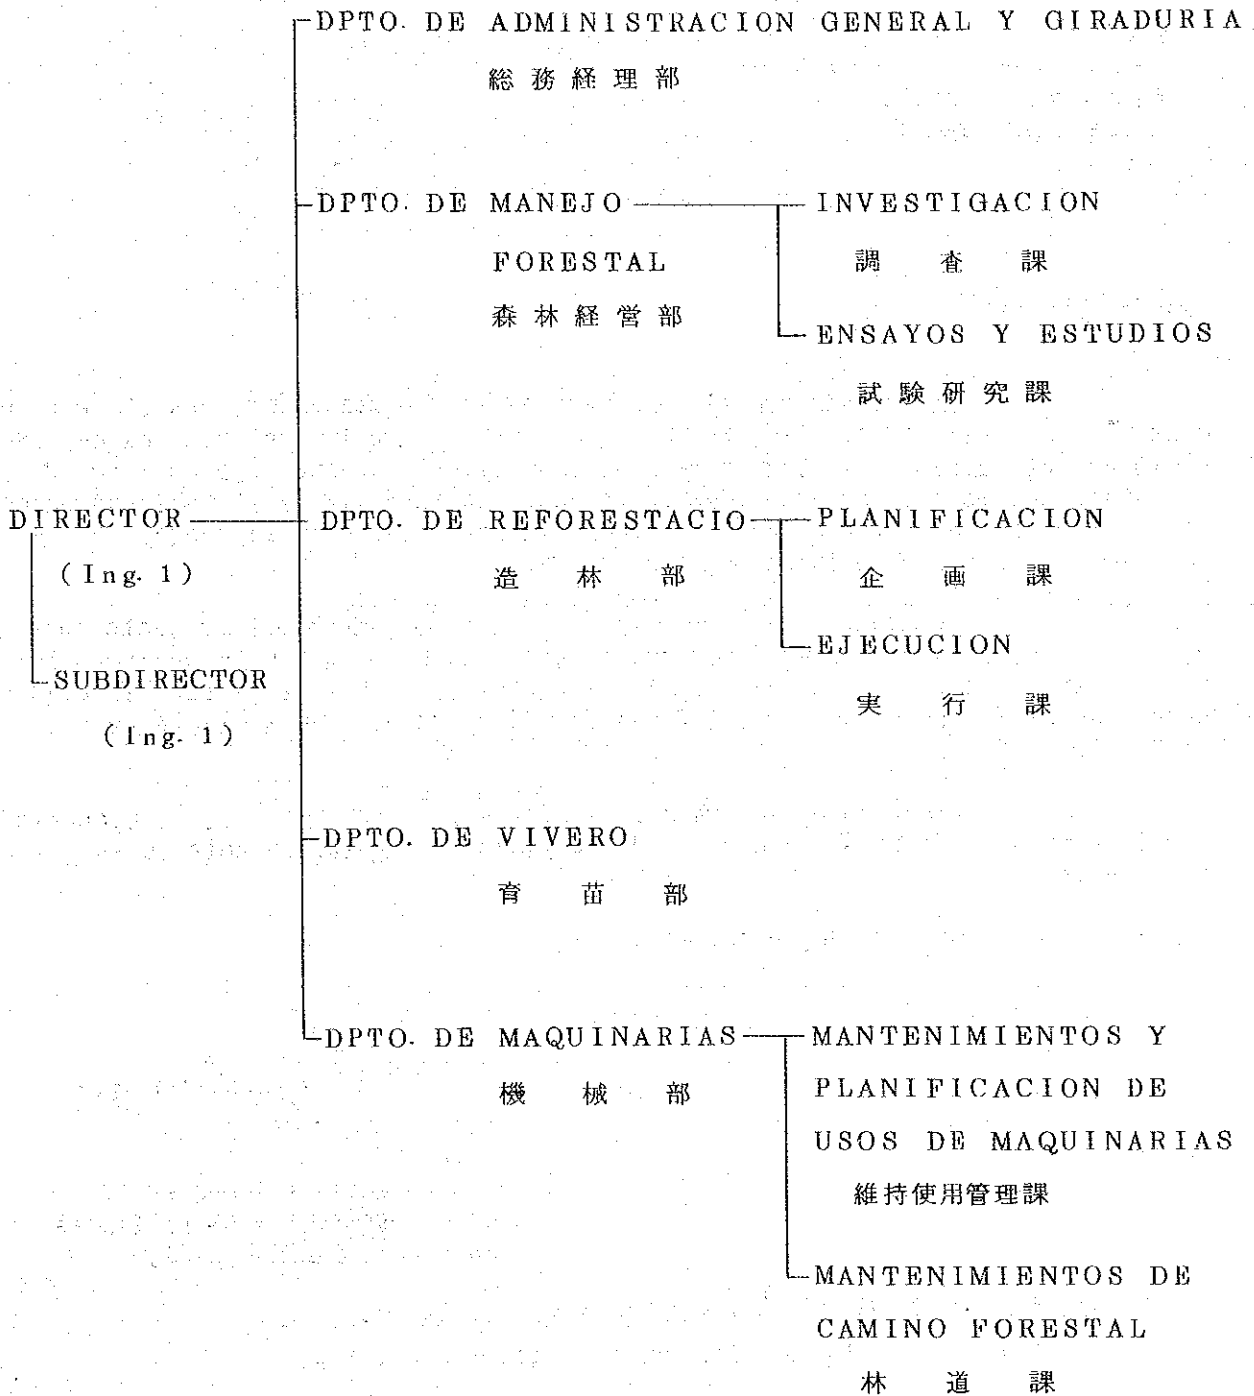 DPTO. DE ADMINISTRACION GENERAL Y GIRADURIA
総務経理部
DPTO. DE MANEJO
FORESTAL
森林経営部
INVESTIGACION
調査課
ENSAYOS Y ESTUDIOS
試験研究課
DIRECTOR
(Ing. 1)
SUBDIRECTOR
(Ing. 1)
DPTO. DE REFORESTACIO
造林部
PLANIFICACION
企画課
EJECUCION
実行課
DPTO. DE VIVERO
育苗部
DPTO. DE MAQUINARIAS
機械部
MANTENIMIENTOS Y
PLANIFICACION DE
USOS DE MAQUINARIAS
維持使用管理課
MANTENIMIENTOS DE
CAMINO FORESTAL
林道課